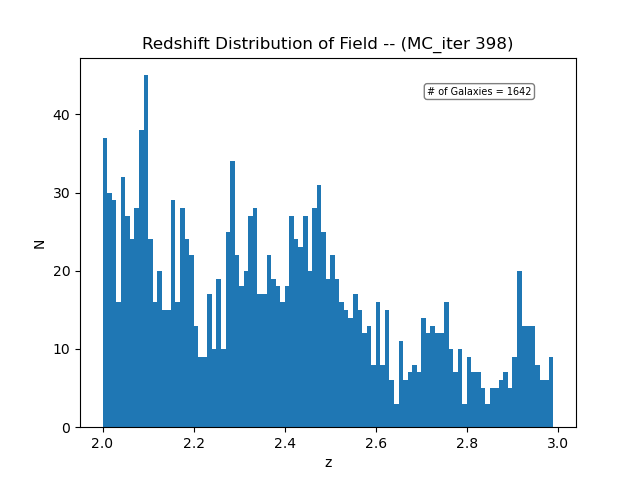 Redshift Distribution of Field -- (MC_iter 398)
# of Galaxies = 1642
40
30
20
10
0
N
2.0 2.2 2.4 2.6 2.8 3.0
z